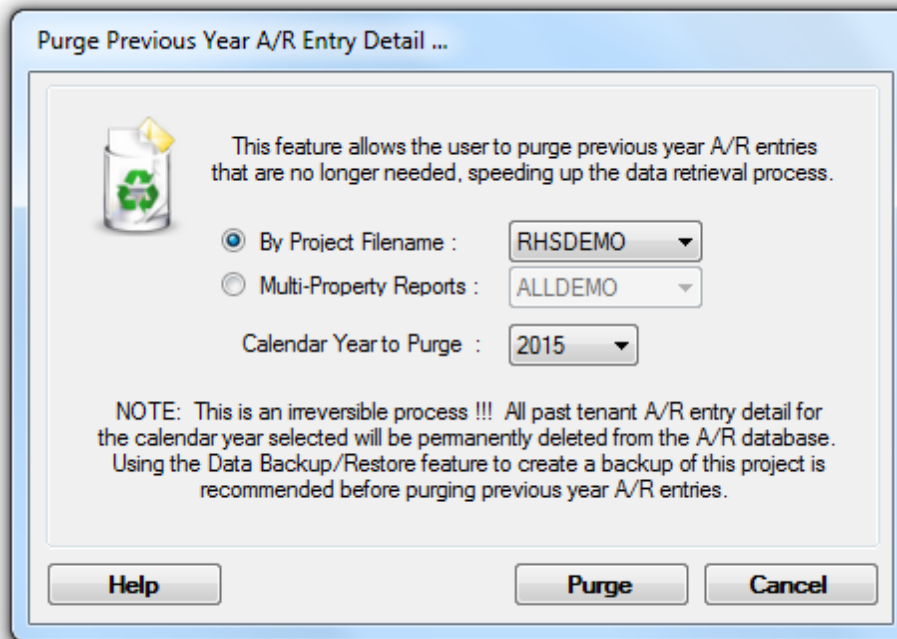 Purge Previous Year A/R Entry Detail ...
This feature allows the user to purge previous year A/R entries
that are no longer needed, speeding up the data retrieval process.
By Project Filename : RHSDEMO
Multi-Property Reports : ALLDEMO
Calendar Year to Purge : 2015
NOTE: This is an irreversible process !!! All past tenant A/R entry detail for
the calendar year selected will be permanently deleted from the A/R database.
Using the Data Backup/Restore feature to create a backup of this project is
recommended before purging previous year A/R entries.
Help Purge Cancel